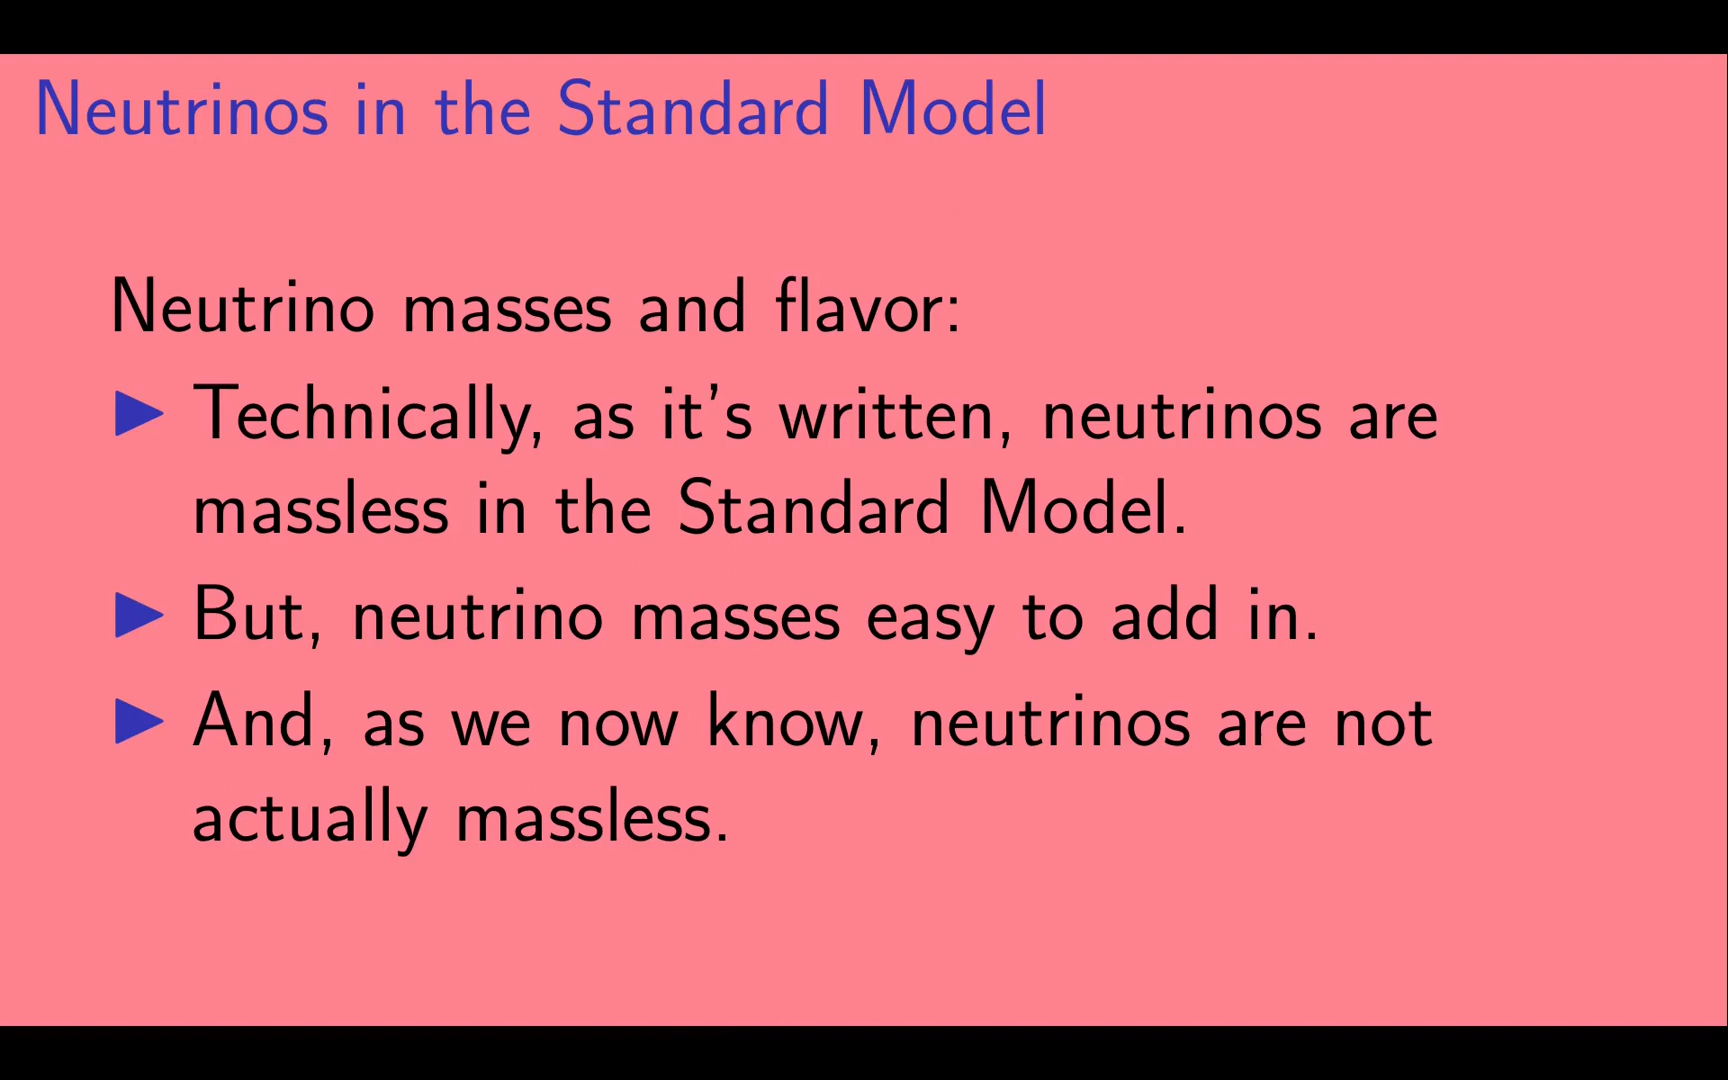 Neutrinos in the Standard Model
Neutrino masses and flavor:
▶ Technically, as it's written, neutrinos are
massless in the Standard Model.
▶ But, neutrino masses easy to add in.
▶ And, as we now know, neutrinos are not
actually massless.